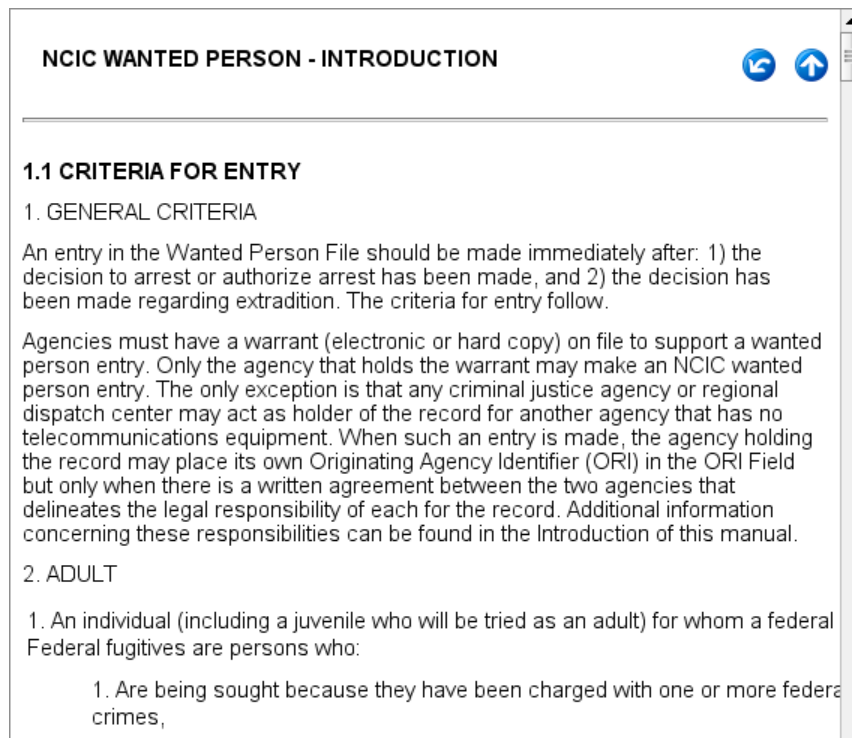 NCIC WANTED PERSON - INTRODUCTION
1.1 CRITERIA FOR ENTRY
1. GENERAL CRITERIA
An entry in the Wanted Person File should be made immediately after: 1) the
decision to arrest or authorize arrest has been made, and 2) the decision has
been made regarding extradition. The criteria for entry follow.
Agencies must have a warrant (electronic or hard copy) on file to support a wanted
person entry. Only the agency that holds the warrant may make an NCIC wanted
person entry. The only exception is that any criminal justice agency or regional
dispatch center may act as holder of the record for another agency that has no
telecommunications equipment. When such an entry is made, the agency holding
the record may place its own Originating Agency Identifier (ORI) in the ORI Field
but only when there is a written agreement between the two agencies that
delineates the legal responsibility of each for the record. Additional information
concerning these responsibilities can be found in the Introduction of this manual.
2. ADULT
1. An individual (including a juvenile who will be tried as an adult) for whom a federal
Federal fugitives are persons who:
1. Are being sought because they have been charged with one or more federa
crimes,